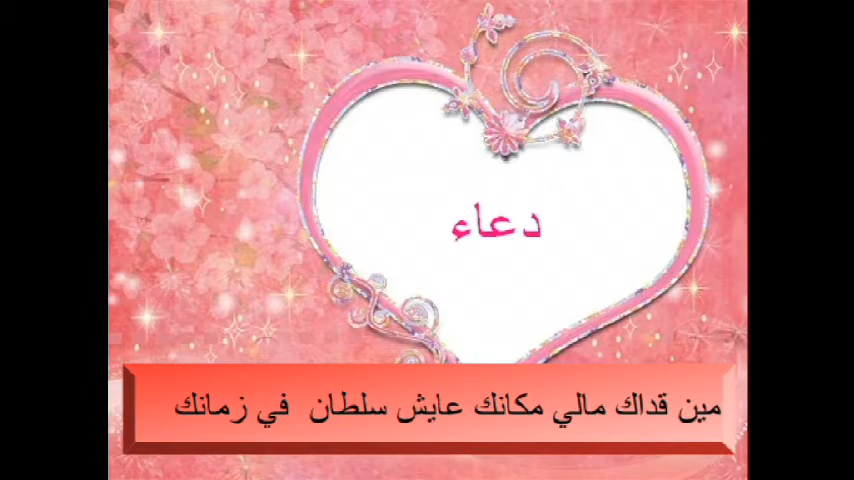 دعاء
مين قداك مالي مكانك عايش سلطان في زمانك